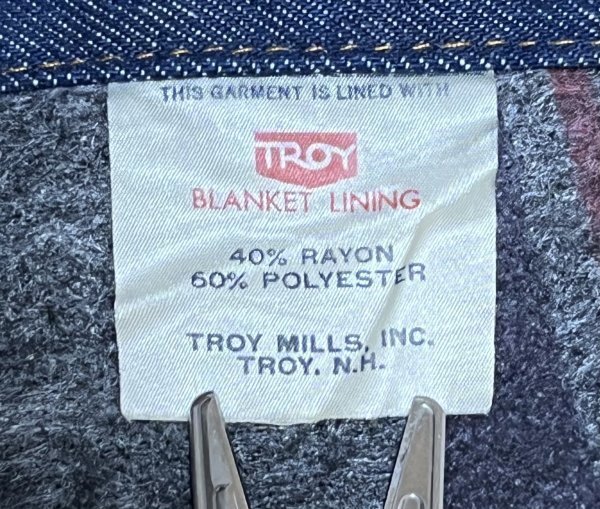 THIS GARMENT IS LINED WITH
TROY
BLANKET LINING
40% RAYON
60% POLYESTER
TROY MILLS, INC.
TROY. N.H.